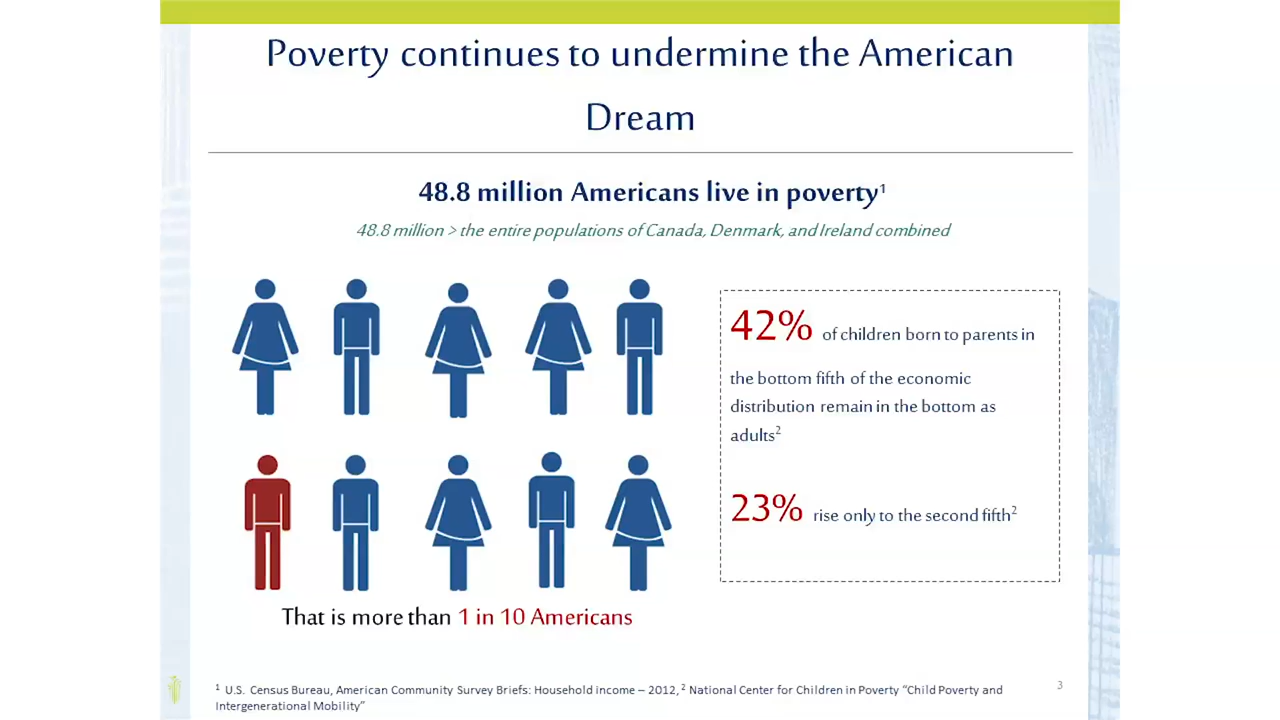 Poverty continues to undermine the American
Dream
48.8 million Americans live in poverty¹
48.8 million > the entire populations of Canada, Denmark, and Ireland combined
42% of children born to parents in
the bottom fifth of the economic
distribution remain in the bottom as
adults²
23% rise only to the second fifth²
That is more than 1 in 10 Americans
¹ U.S. Census Bureau, American Community Survey Briefs: Household income – 2012, ² National Center for Children in Poverty “Child Poverty and
Intergenerational Mobility”
3